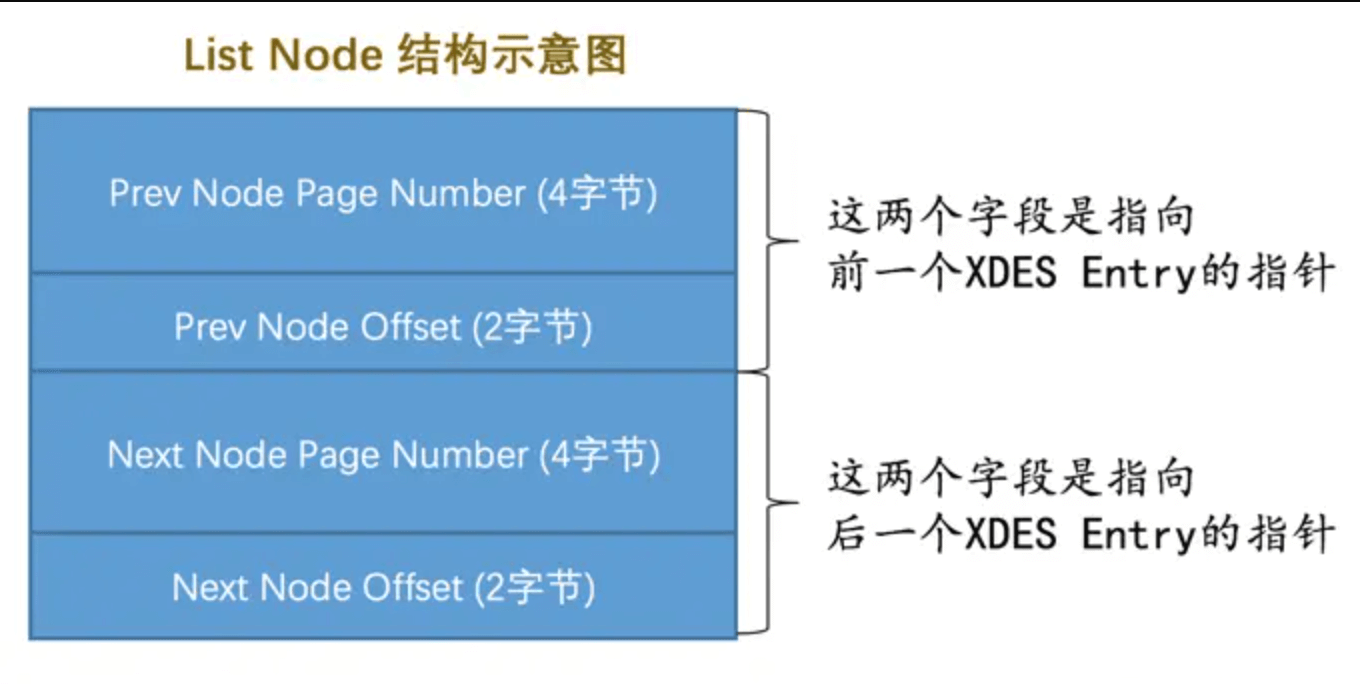 List Node 结构示意图
Prev Node Page Number (4字节)
Prev Node Offset (2字节)
Next Node Page Number (4字节)
Next Node Offset (2字节)
这两个字段是指向
前一个XDES Entry的指针
这两个字段是指向
后一个XDES Entry的指针